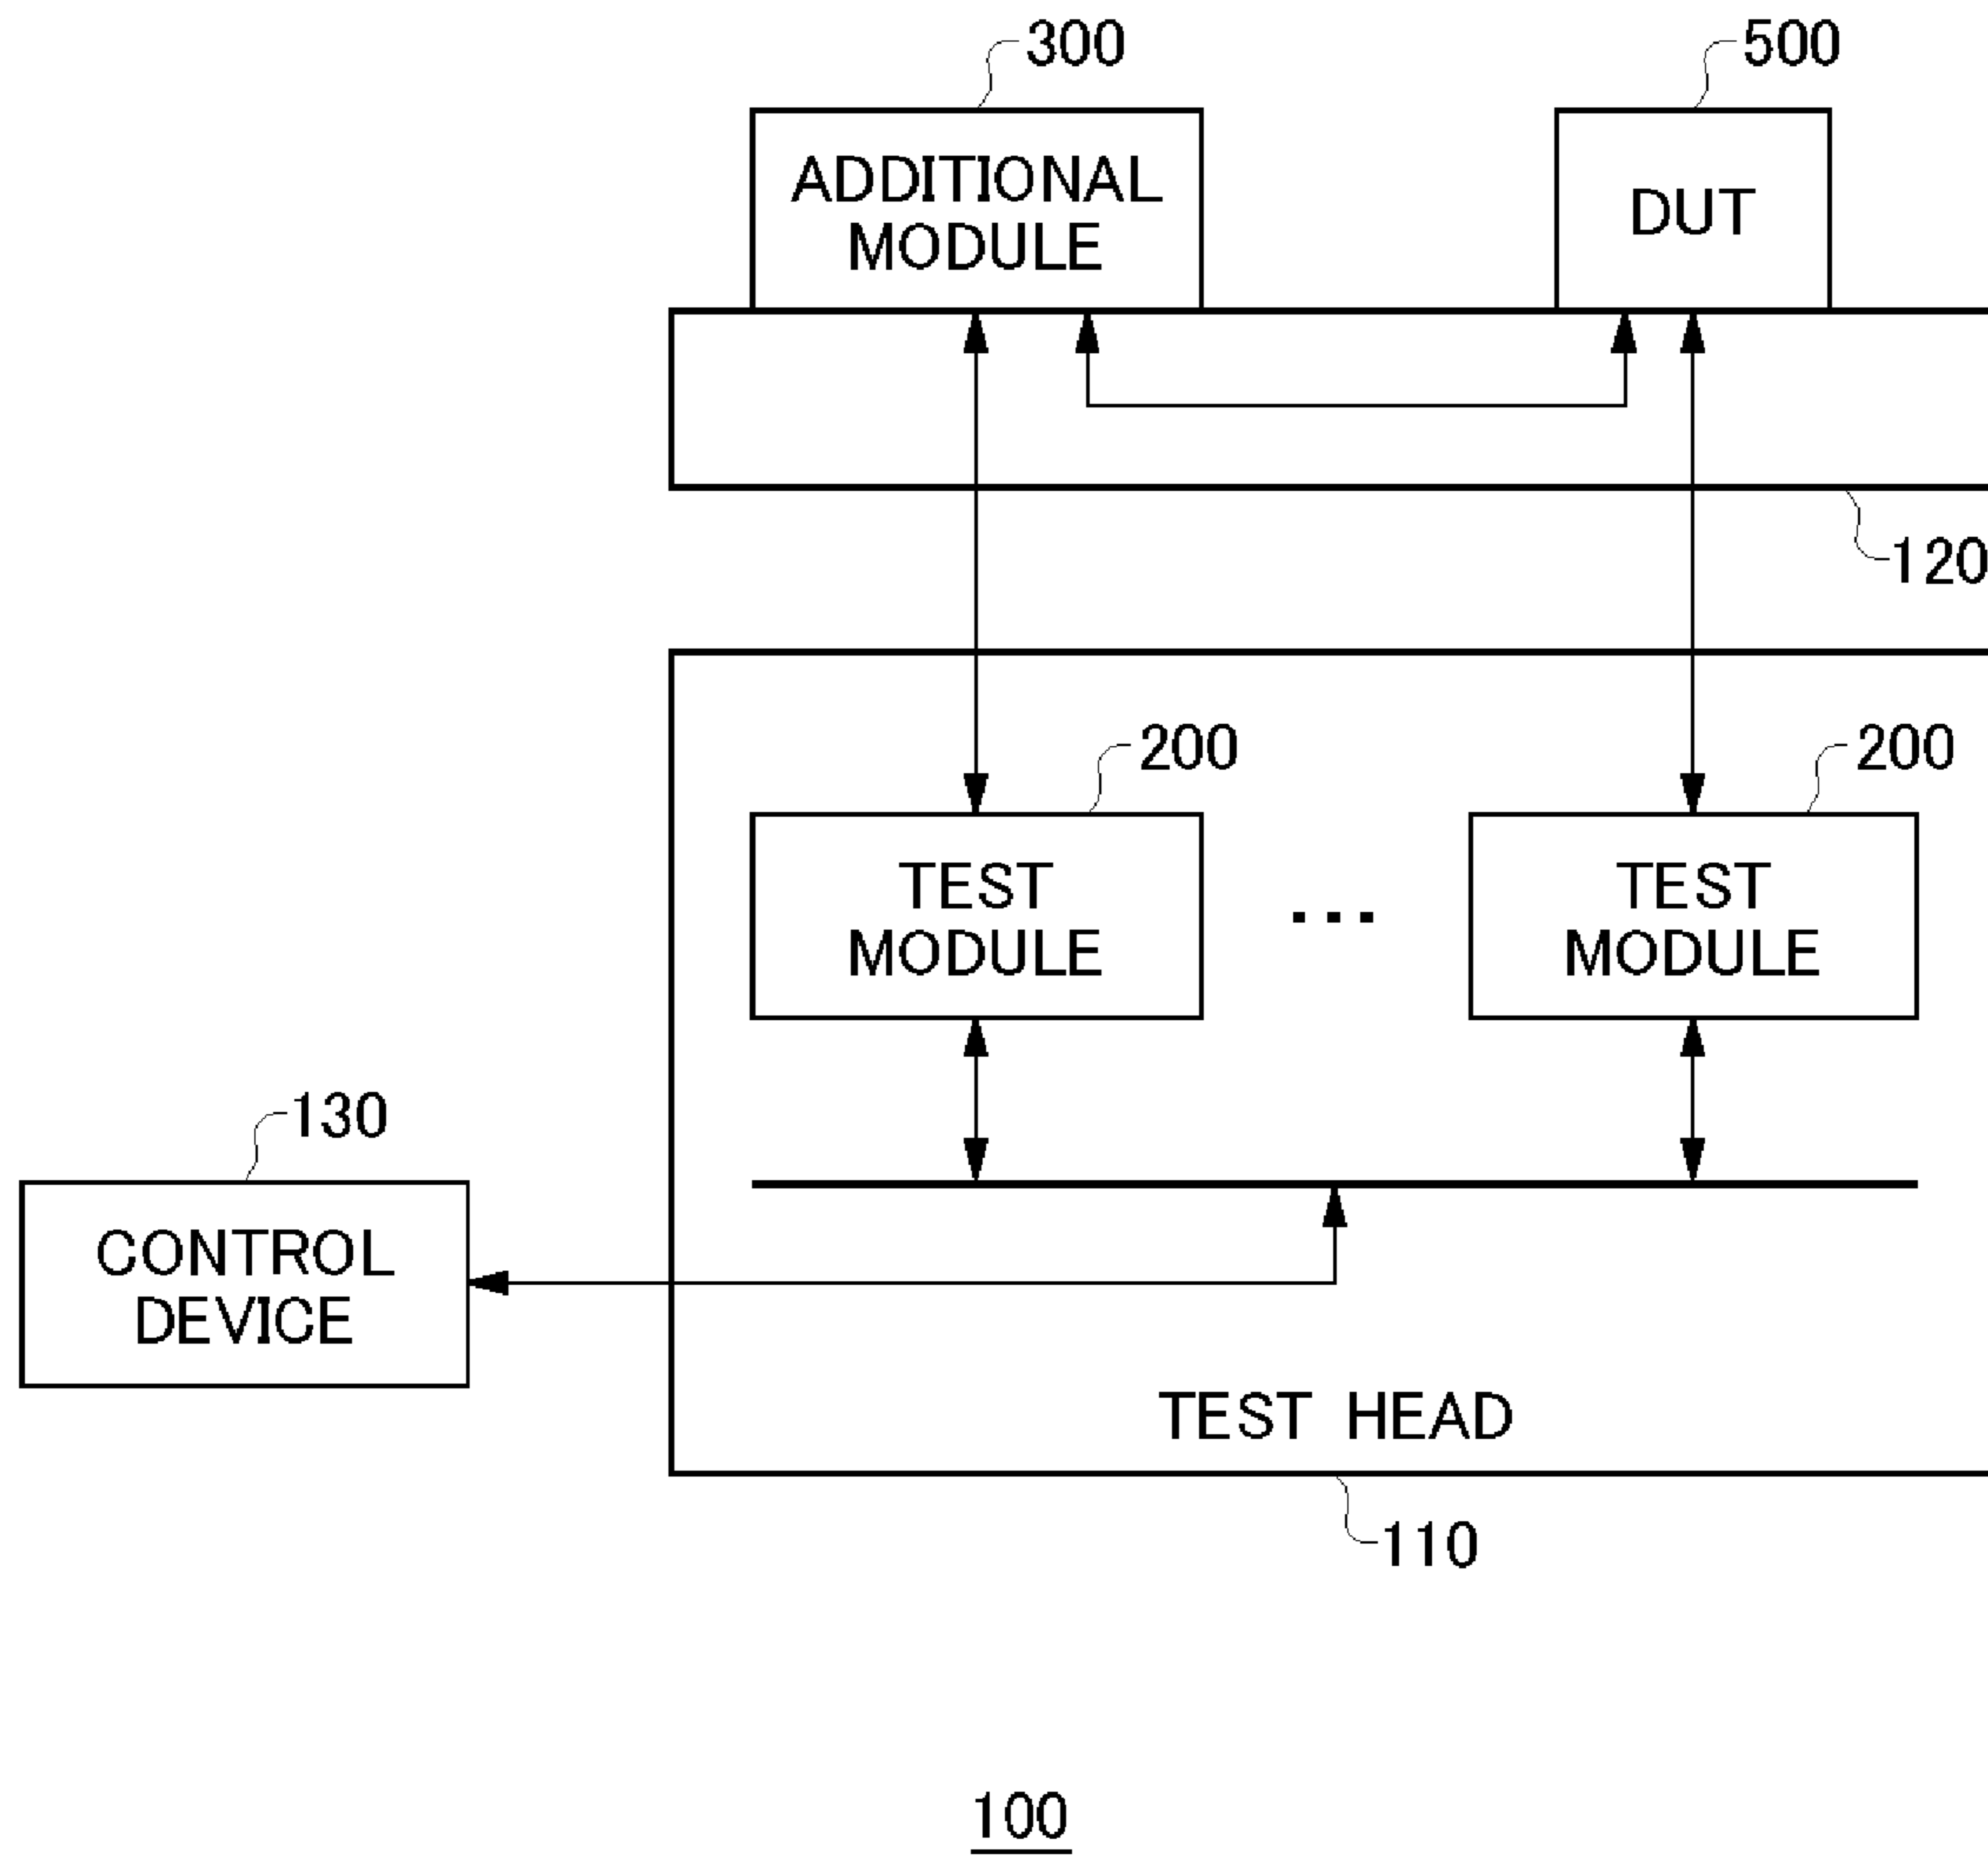 300
500
ADDITIONAL
MODULE
DUT
120
200
200
TEST
MODULE
...
TEST
MODULE
130
CONTROL
DEVICE
TEST HEAD
110
100